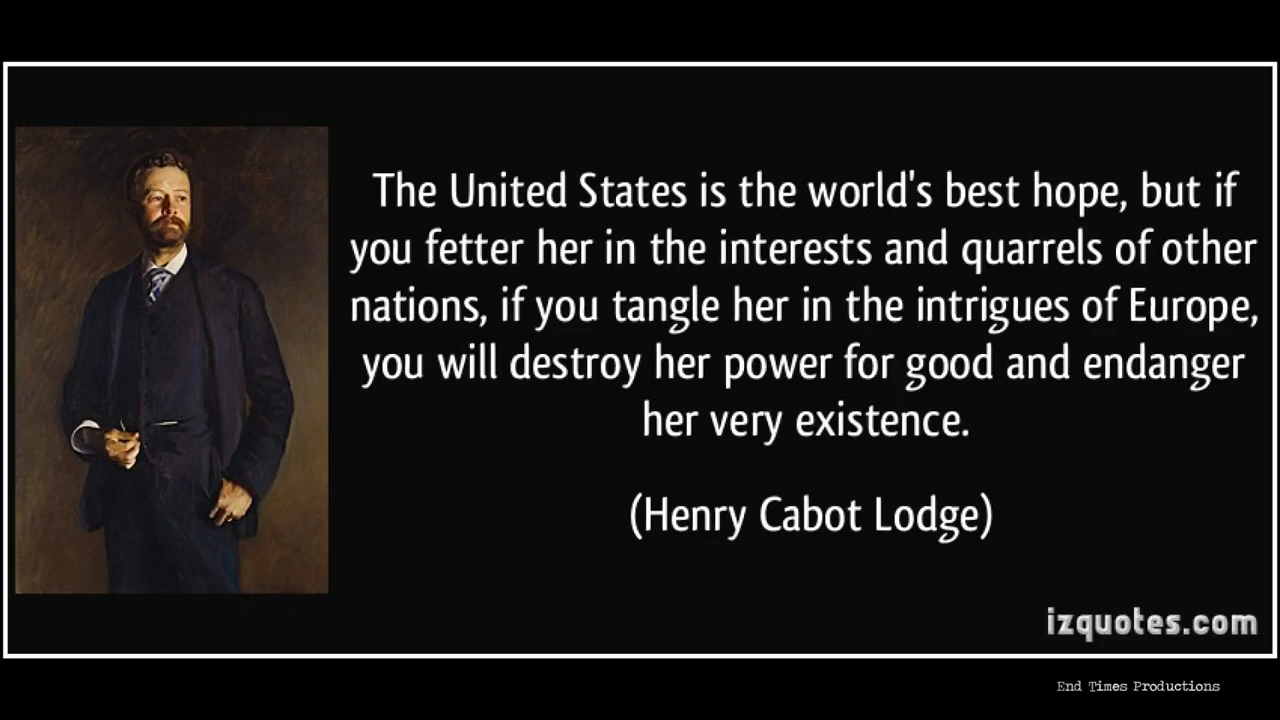 The United States is the world's best hope, but if
you fetter her in the interests and quarrels of other
nations, if you tangle her in the intrigues of Europe,
you will destroy her power for good and endanger
her very existence.
(Henry Cabot Lodge)
izquotes.com
End Times Productions